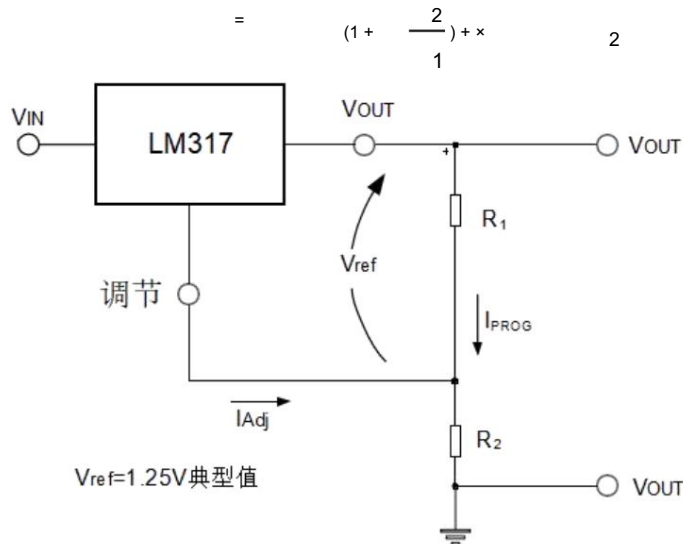 =
(1 + 2/1 ) + ×
2
VIN
LM317
VOUT
VOUT
+
R1
Vref
调节
IPROG
IAdj
R2
Vref=1.25V典型值
VOUT